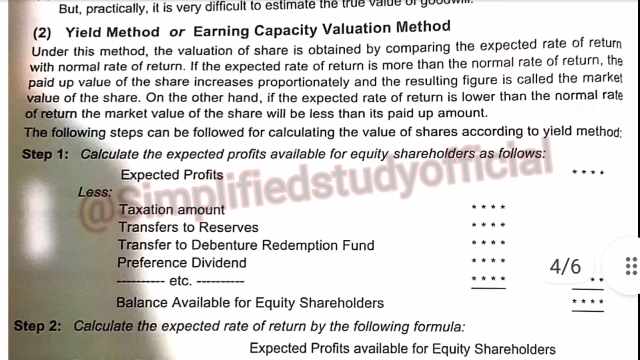 But, practically, it is very difficult to estimate the true value of goodwill.
(2) Yield Method or Earning Capacity Valuation Method
Under this method, the valuation of share is obtained by comparing the expected rate of return
with normal rate of return. If the expected rate of return is more than the normal rate of return, the
paid up value of the share increases proportionately and the resulting figure is called the market
value of the share. On the other hand, if the expected rate of return is lower than the normal rate
of return the market value of the share will be less than its paid up amount.
The following steps can be followed for calculating the value of shares according to yield method:
Step 1: Calculate the expected profits available for equity shareholders as follows:
Expected Profits ****
Less:
@Simplifiedstudyofficial
Taxation amount ****
Transfers to Reserves ****
Transfer to Debenture Redemption Fund ****
Preference Dividend ****
4/6
---------- etc. ---------- **** **
Balance Available for Equity Shareholders ****
Step 2: Calculate the expected rate of return by the following formula:
Expected Profits available for Equity Shareholders